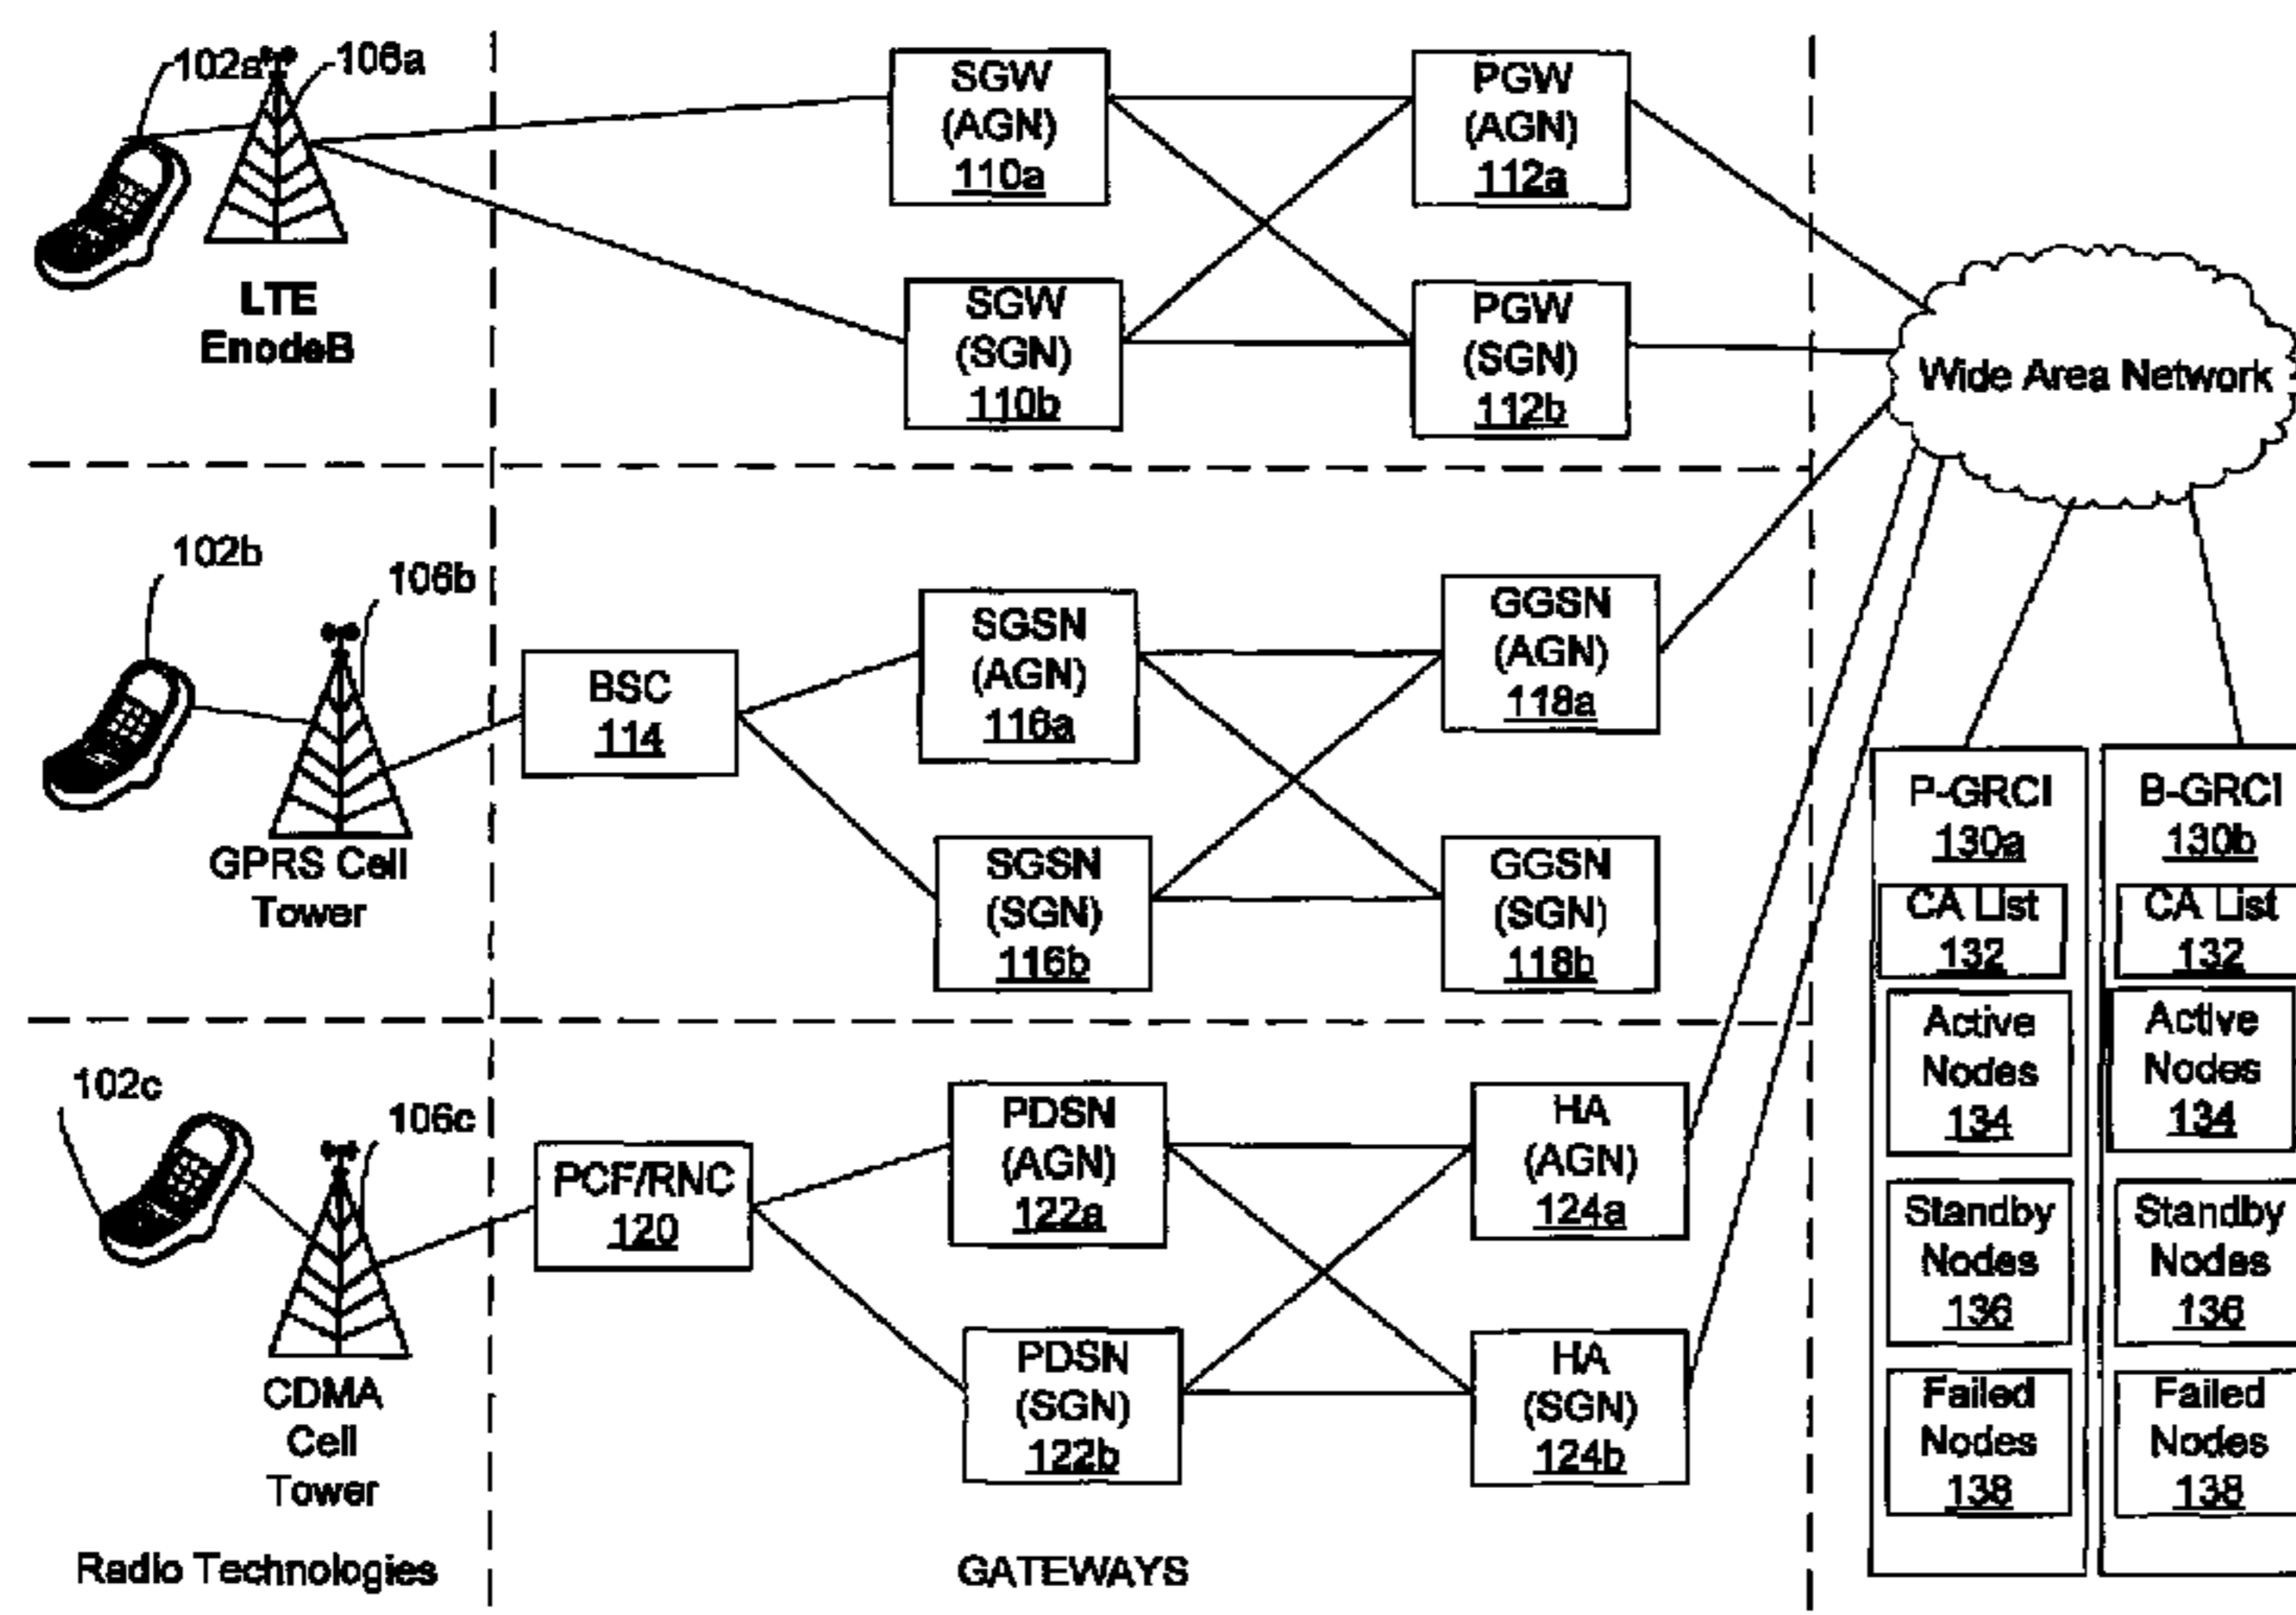 102a
106a
LTE
EnodeB
SGW
(AGN)
110a
PGW
(AGN)
112a
SGW
(SGN)
110b
PGW
(SGN)
112b
Wide Area Network
102b
106b
GPRS Cell
Tower
BSC
114
SGSN
(AGN)
116a
GGSN
(AGN)
118a
SGSN
(SGN)
116b
GGSN
(SGN)
118b
102c
106c
CDMA
Cell
Tower
PCF/RNC
120
PDSN
(AGN)
122a
HA
(AGN)
124a
PDSN
(SGN)
122b
HA
(SGN)
124b
P-GRCI
130a
CA List
132
Active
Nodes
134
Standby
Nodes
136
Failed
Nodes
138
B-GRCI
130b
CA List
132
Active
Nodes
134
Standby
Nodes
136
Failed
Nodes
138
Radio Technologies
GATEWAYS